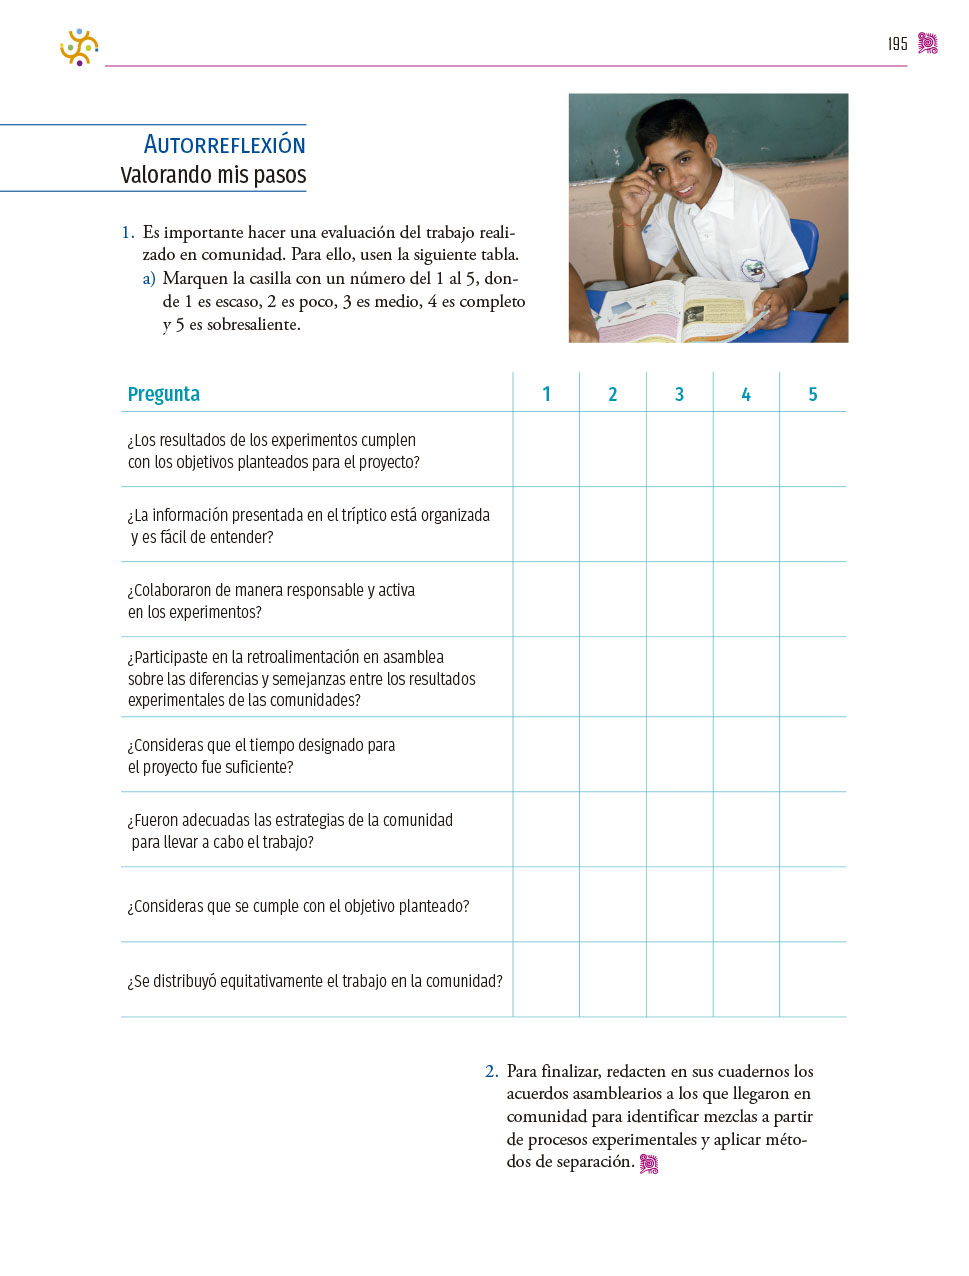 195
AUTORREFLEXIÓN
Valorando mis pasos
1. Es importante hacer una evaluación del trabajo reali-
zado en comunidad. Para ello, usen la siguiente tabla.
a) Marquen la casilla con un número del 1 al 5, don-
de 1 es escaso, 2 es poco, 3 es medio, 4 es completo
y 5 es sobresaliente.
Pregunta 1 2 3 4 5
¿Los resultados de los experimentos cumplen
con los objetivos planteados para el proyecto?
¿La información presentada en el tríptico está organizada
y es fácil de entender?
¿Colaboraron de manera responsable y activa
en los experimentos?
¿Participaste en la retroalimentación en asamblea
sobre las diferencias y semejanzas entre los resultados
experimentales de las comunidades?
¿Consideras que el tiempo designado para
el proyecto fue suficiente?
¿Fueron adecuadas las estrategias de la comunidad
para llevar a cabo el trabajo?
¿Consideras que se cumple con el objetivo planteado?
¿Se distribuyó equitativamente el trabajo en la comunidad?
2. Para finalizar, redacten en sus cuadernos los
acuerdos asamblearios a los que llegaron en
comunidad para identificar mezclas a partir
de procesos experimentales y aplicar méto-
dos de separación.